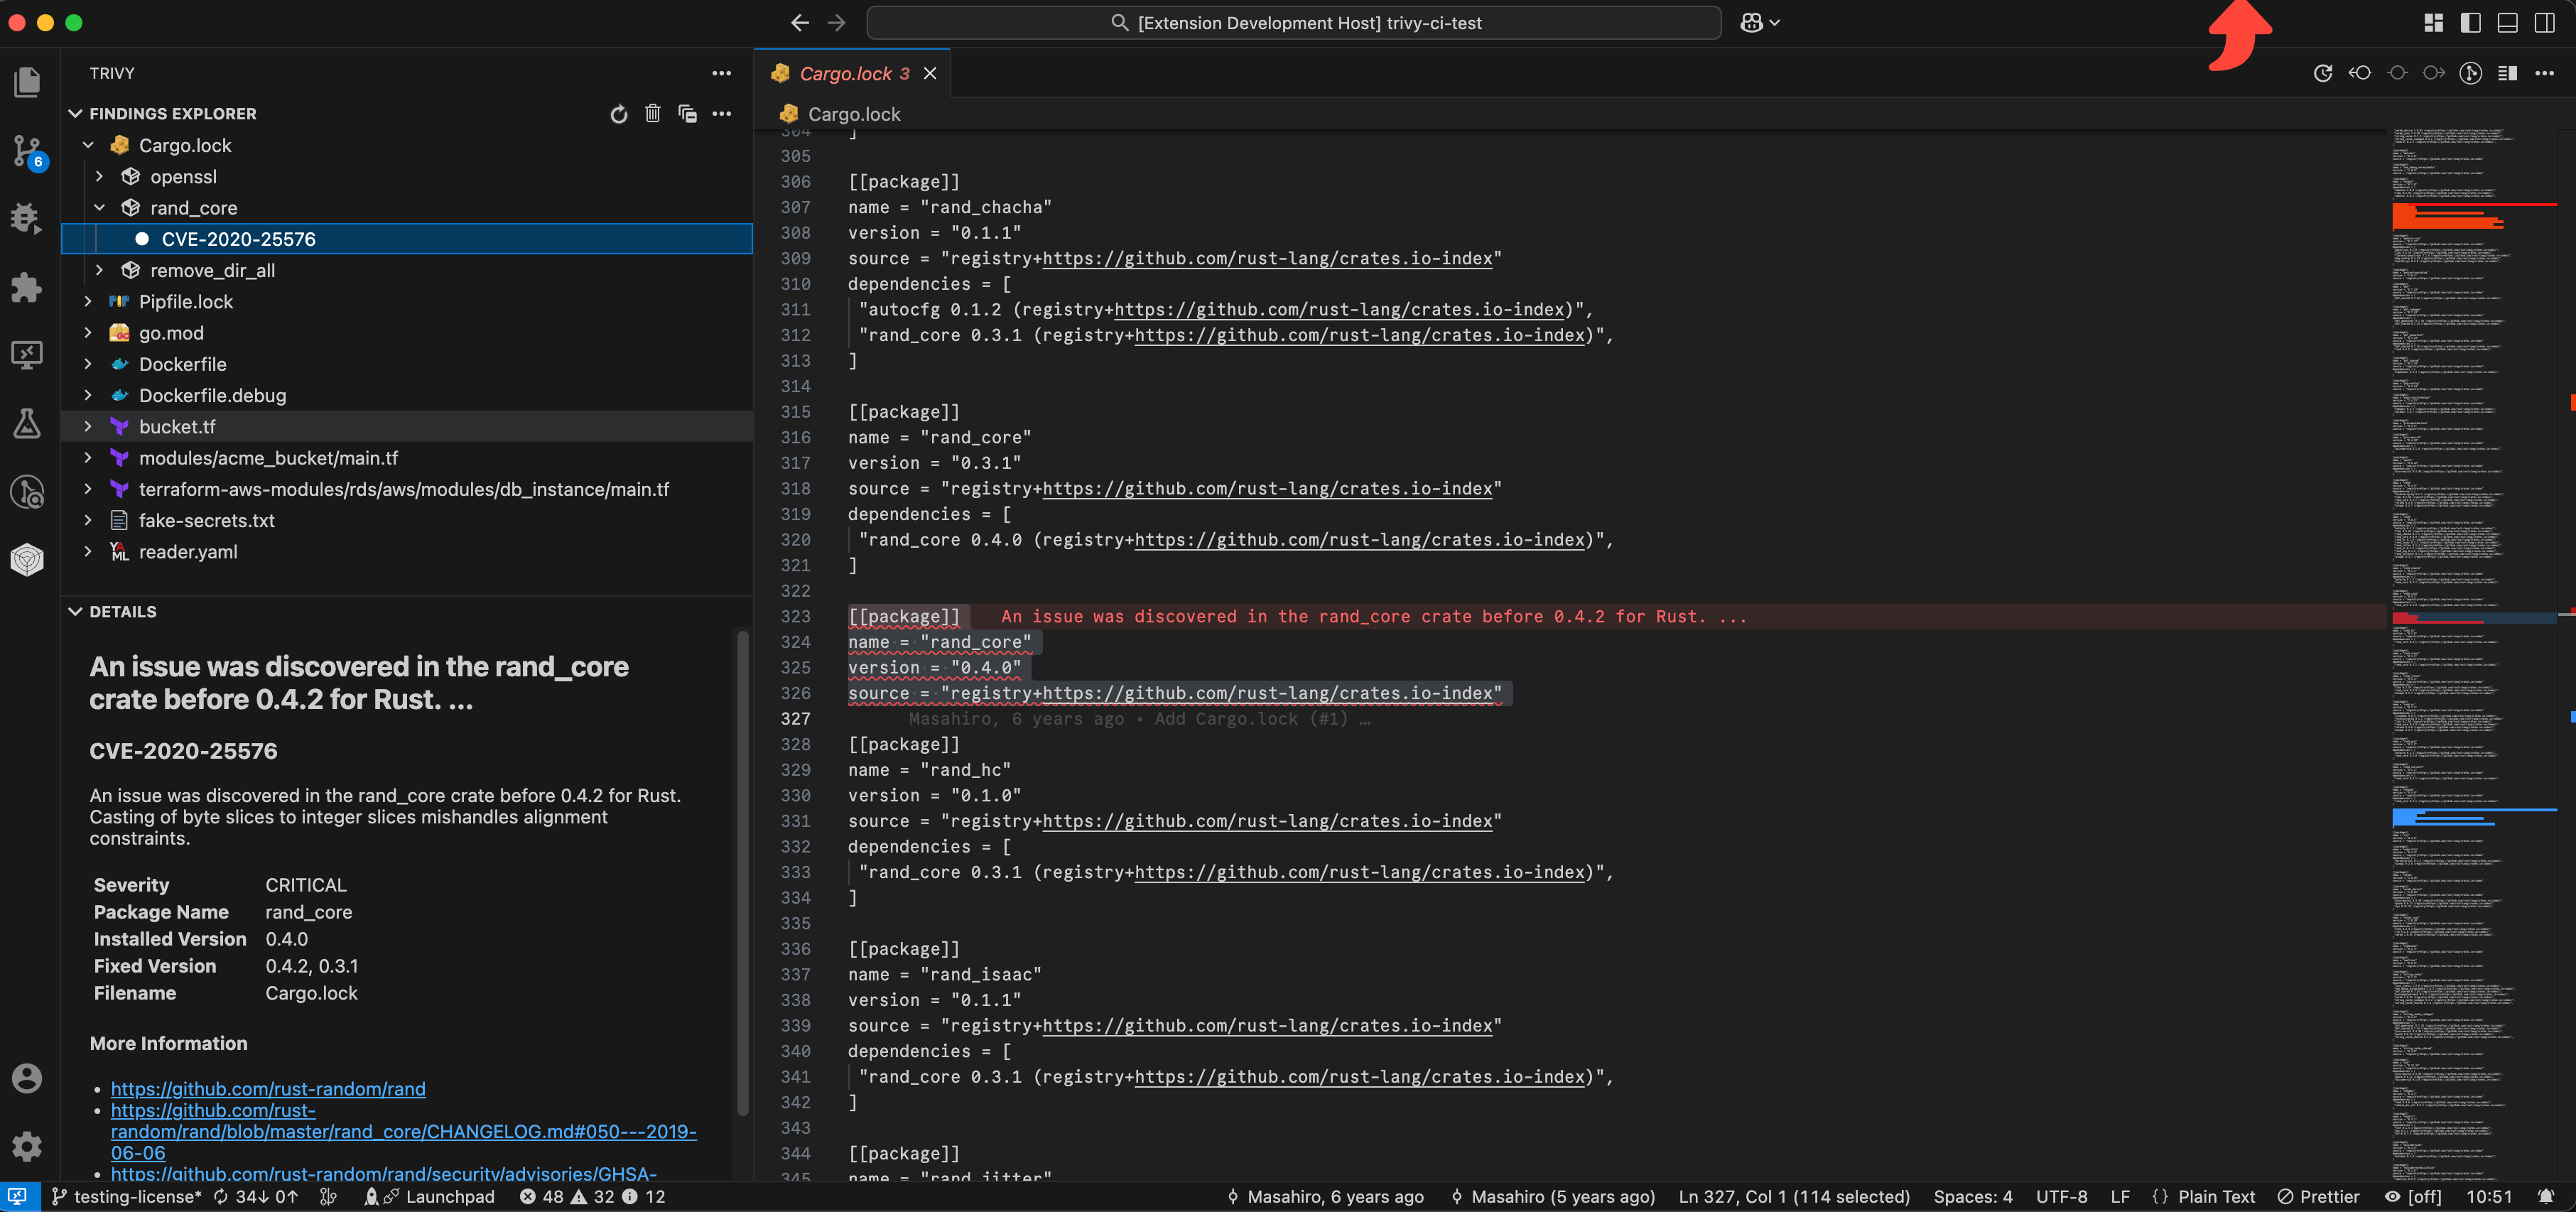 [Extension Development Host] trivy-ci-test
TRIVY
FINDINGS EXPLORER
Cargo.lock
openssl
rand_core
CVE-2020-25576
remove_dir_all
Pipfile.lock
go.mod
Dockerfile
Dockerfile.debug
bucket.tf
modules/acme_bucket/main.tf
terraform-aws-modules/rds/aws/modules/db_instance/main.tf
fake-secrets.txt
reader.yaml
6
DETAILS
An issue was discovered in the rand_core
crate before 0.4.2 for Rust. ...
CVE-2020-25576
An issue was discovered in the rand_core crate before 0.4.2 for Rust.
Casting of byte slices to integer slices mishandles alignment
constraints.
Severity CRITICAL
Package Name rand_core
Installed Version 0.4.0
Fixed Version 0.4.2, 0.3.1
Filename Cargo.lock
More Information
• https://github.com/rust-random/rand
• https://github.com/rust-
random/rand/blob/master/rand_core/CHANGELOG.md#050---2019-
06-06
• https://github.com/rust-random/rand/security/advisories/GHSA-
Cargo.lock 3
Cargo.lock
304 ]
305
306 [[package]]
307 name = "rand_chacha"
308 version = "0.1.1"
309 source = "registry+https://github.com/rust-lang/crates.io-index"
310 dependencies = [
311 "autocfg 0.1.2 (registry+https://github.com/rust-lang/crates.io-index)",
312 "rand_core 0.3.1 (registry+https://github.com/rust-lang/crates.io-index)",
313 ]
314
315 [[package]]
316 name = "rand_core"
317 version = "0.3.1"
318 source = "registry+https://github.com/rust-lang/crates.io-index"
319 dependencies = [
320 "rand_core 0.4.0 (registry+https://github.com/rust-lang/crates.io-index)",
321 ]
322
323 [[package]] An issue was discovered in the rand_core crate before 0.4.2 for Rust. ...
324 name = "rand_core"
325 version = "0.4.0"
326 source = "registry+https://github.com/rust-lang/crates.io-index"
327 Masahiro, 6 years ago • Add Cargo.lock (#1) …
328 [[package]]
329 name = "rand_hc"
330 version = "0.1.0"
331 source = "registry+https://github.com/rust-lang/crates.io-index"
332 dependencies = [
333 "rand_core 0.3.1 (registry+https://github.com/rust-lang/crates.io-index)",
334 ]
335
336 [[package]]
337 name = "rand_isaac"
338 version = "0.1.1"
339 source = "registry+https://github.com/rust-lang/crates.io-index"
340 dependencies = [
341 "rand_core 0.3.1 (registry+https://github.com/rust-lang/crates.io-index)",
342 ]
343
344 [[package]]
345 name = "rand_jitter"
testing-license* 34↓ 0↑ Launchpad 48 32 12 Masahiro, 6 years ago Masahiro (5 years ago) Ln 327, Col 1 (114 selected) Spaces: 4 UTF-8 LF {} Plain Text Prettier [off] 10:51